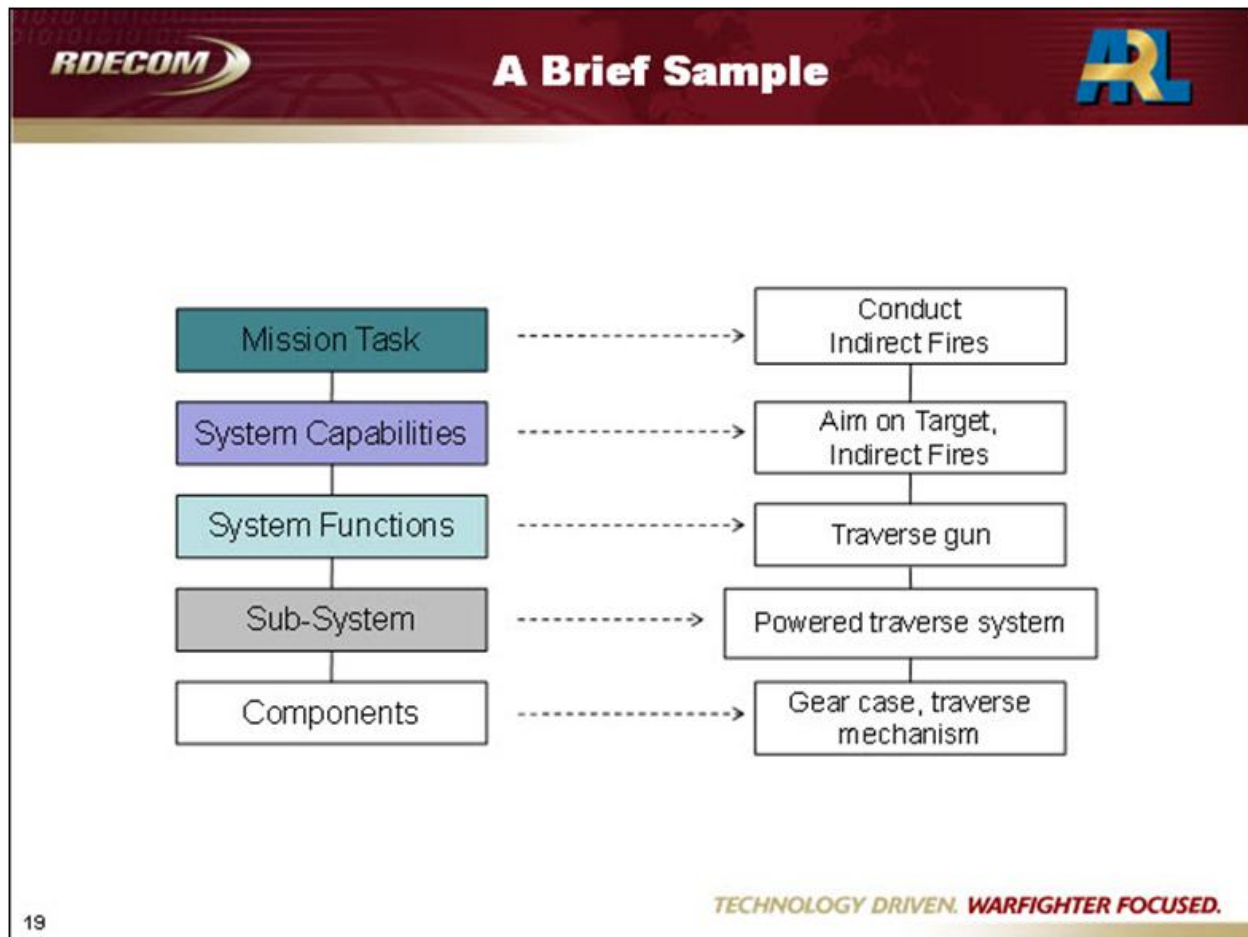 RDECOM
A Brief Sample
ARL
Mission Task
Conduct
Indirect Fires
System Capabilities
Aim on Target,
Indirect Fires
System Functions
Traverse gun
Sub-System
Powered traverse system
Components
Gear case, traverse
mechanism
19
TECHNOLOGY DRIVEN. WARFIGHTER FOCUSED.